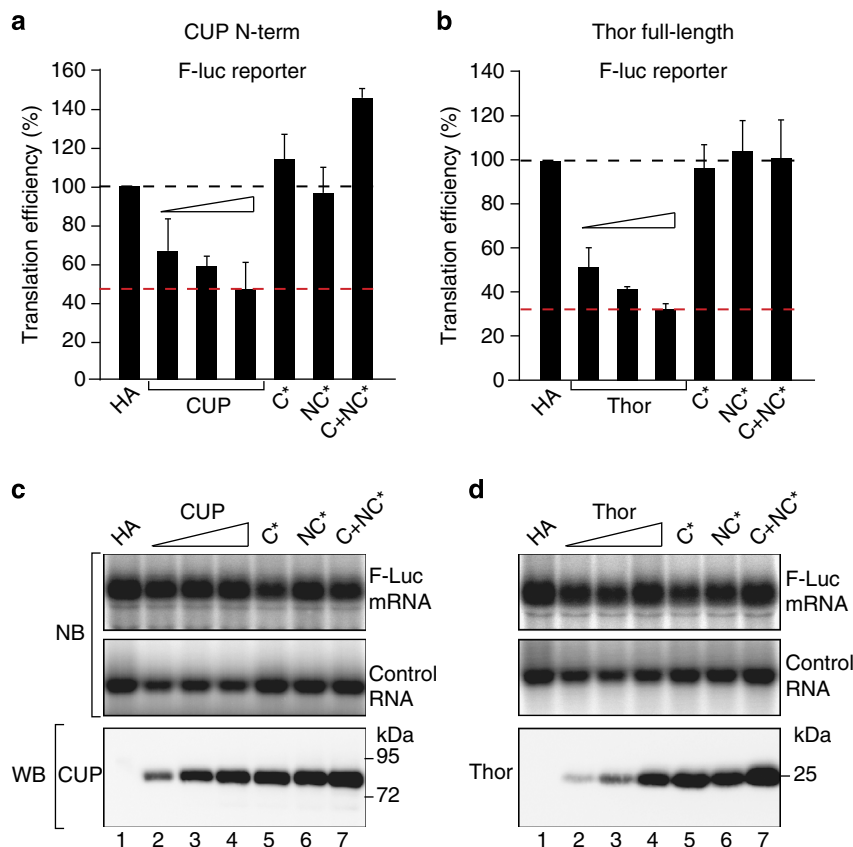 a
CUP N-term
F-luc reporter
Translation efficiency (%)
160
140
120
100
80
60
40
20
0
HA
CUP
C*
NC*
C+NC*
b
Thor full-length
F-luc reporter
Translation efficiency (%)
140
120
100
80
60
40
20
0
HA
Thor
C*
NC*
C+NC*
c
HA
CUP
C*
NC*
C+NC*
NB
F-Luc
mRNA
Control
RNA
WB
CUP
kDa
95
72
1 2 3 4 5 6 7
d
HA
Thor
C*
NC*
C+NC*
F-Luc
mRNA
Control
RNA
Thor
kDa
25
1 2 3 4 5 6 7